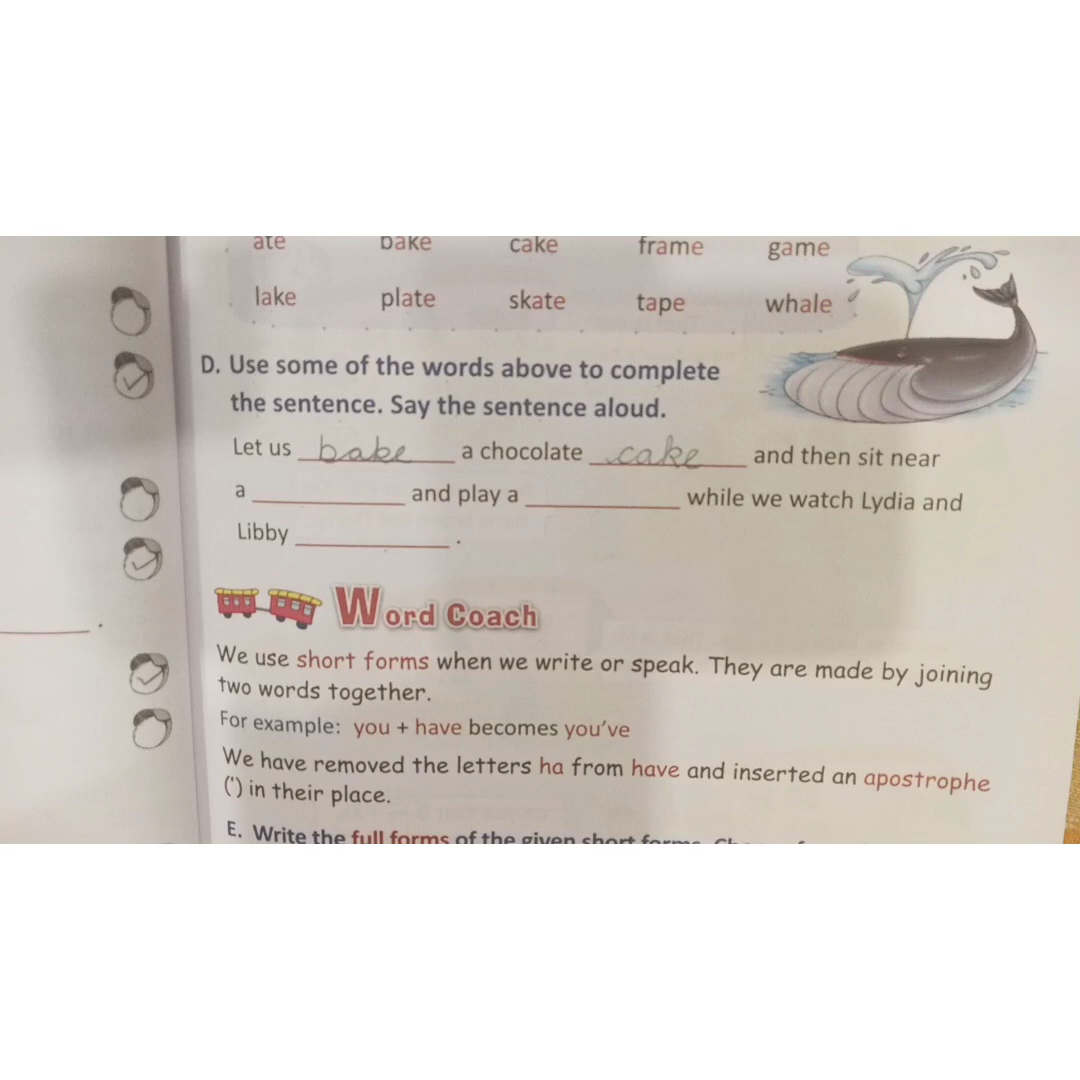 ate bake cake frame game
lake plate skate tape whale
D. Use some of the words above to complete
the sentence. Say the sentence aloud.
Let us bake a chocolate cake and then sit near
a __________ and play a __________ while we watch Lydia and
Libby __________.
Word Coach
We use short forms when we write or speak. They are made by joining
two words together.
For example: you + have becomes you've
We have removed the letters ha from have and inserted an apostrophe
(') in their place.
E. Write the full forms of the given short forms.